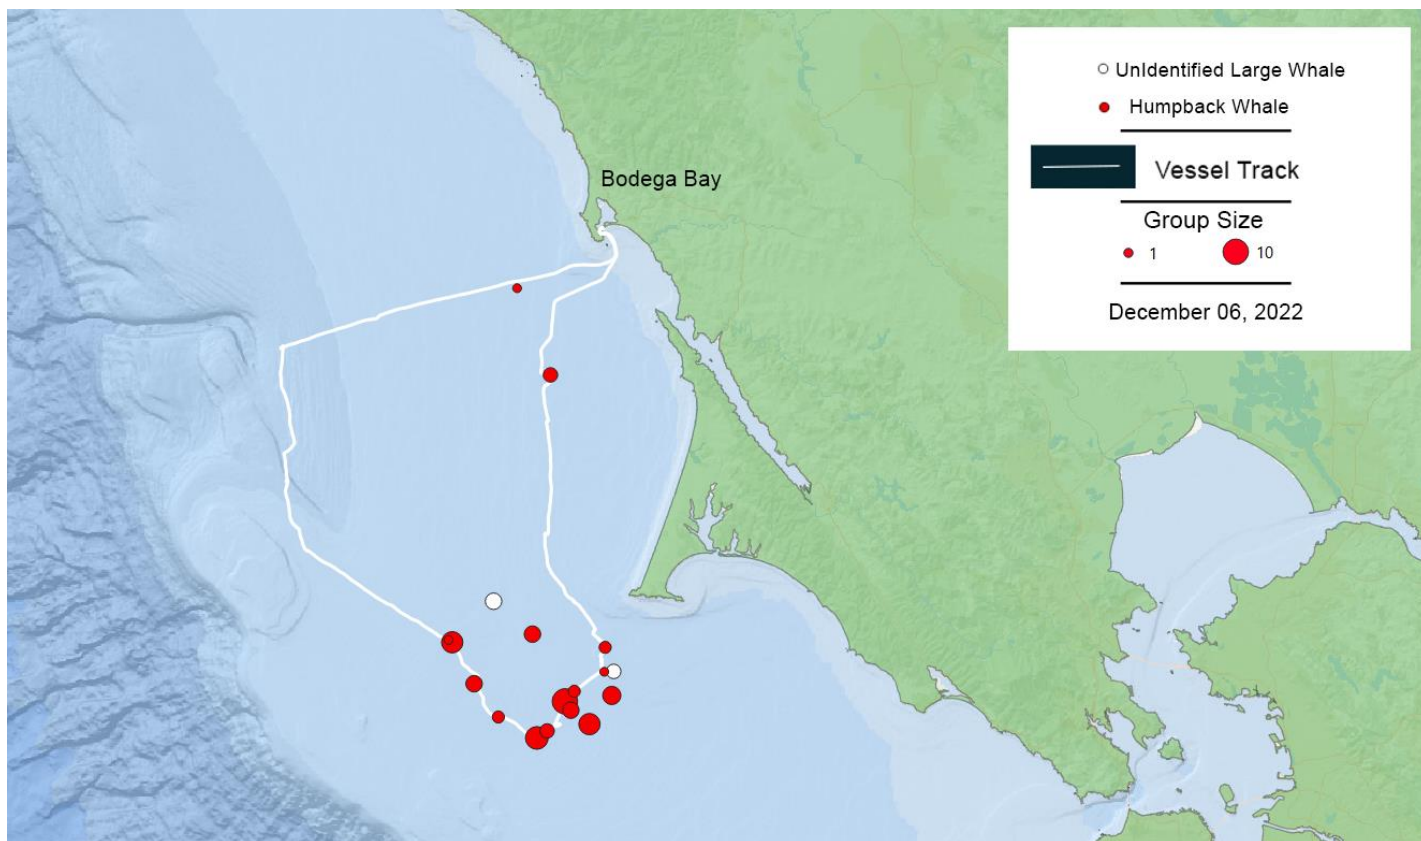 Bodega Bay
UnIdentified Large Whale
Humpback Whale
Vessel Track
Group Size
1 10
December 06, 2022